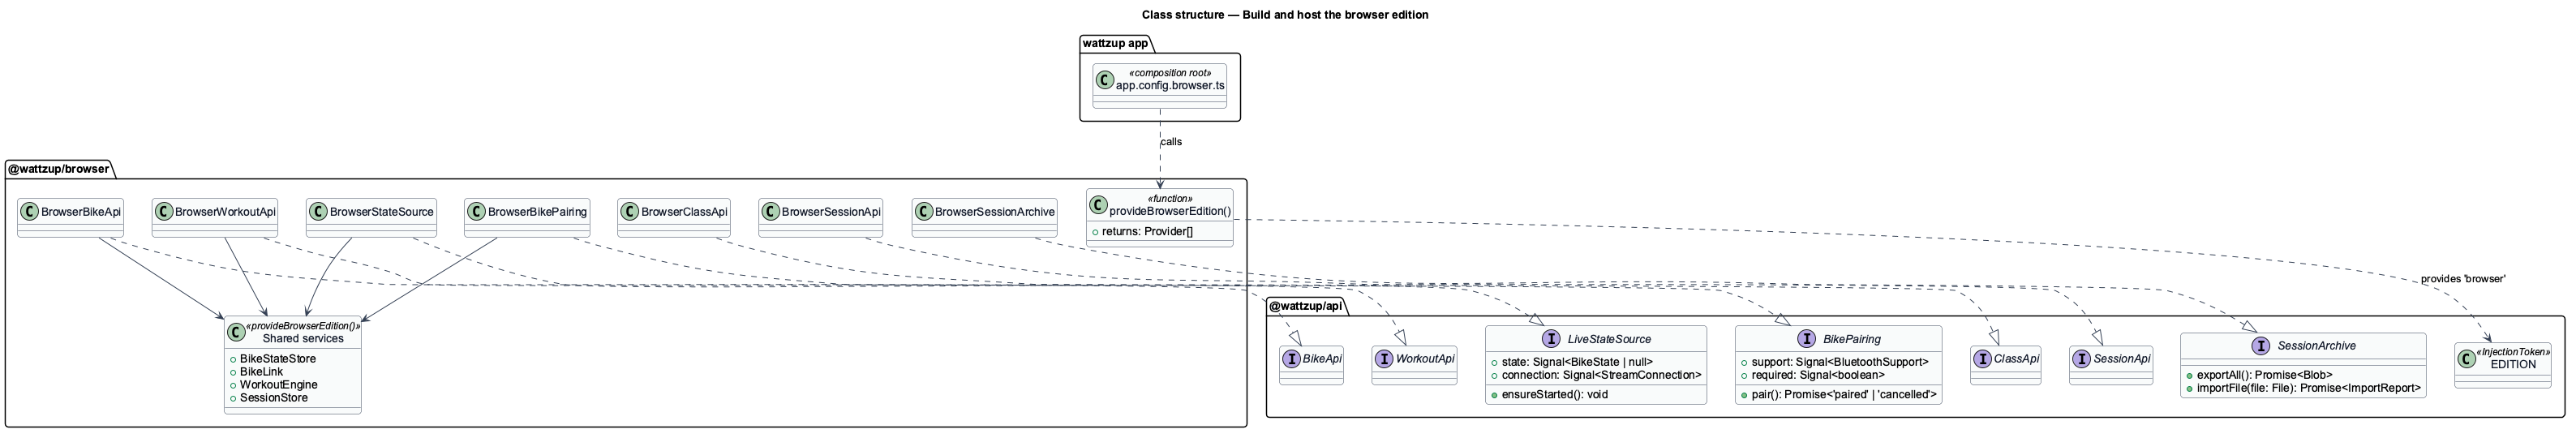 Class structure — Build and host the browser edition
wattzup app
«composition root»
C
app.config.browser.ts
calls
@wattzup/browser
C BrowserBikeApi
C BrowserWorkoutApi
C BrowserStateSource
C BrowserBikePairing
C BrowserClassApi
C BrowserSessionApi
C BrowserSessionArchive
«function»
C
provideBrowserEdition()
returns: Provider[]
provides 'browser'
«provideBrowserEdition()»
C
Shared services
BikeStateStore
BikeLink
WorkoutEngine
SessionStore
@wattzup/api
I BikeApi
I WorkoutApi
I LiveStateSource
state: Signal<BikeState | null>
connection: Signal<StreamConnection>
ensureStarted(): void
I BikePairing
support: Signal<BluetoothSupport>
required: Signal<boolean>
pair(): Promise<'paired' | 'cancelled'>
I ClassApi
I SessionApi
I SessionArchive
exportAll(): Promise<Blob>
importFile(file: File): Promise<ImportReport>
«InjectionToken»
C
EDITION